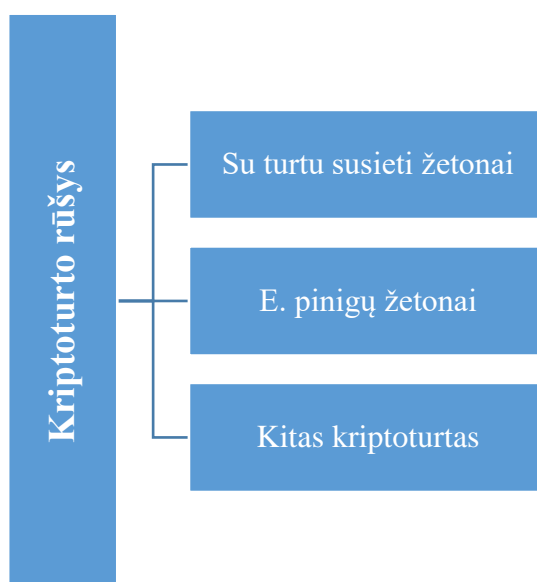 Kriptoturto rūšys
Su turtu susieti žetonai
E. pinigų žetonai
Kitas kriptoturtas